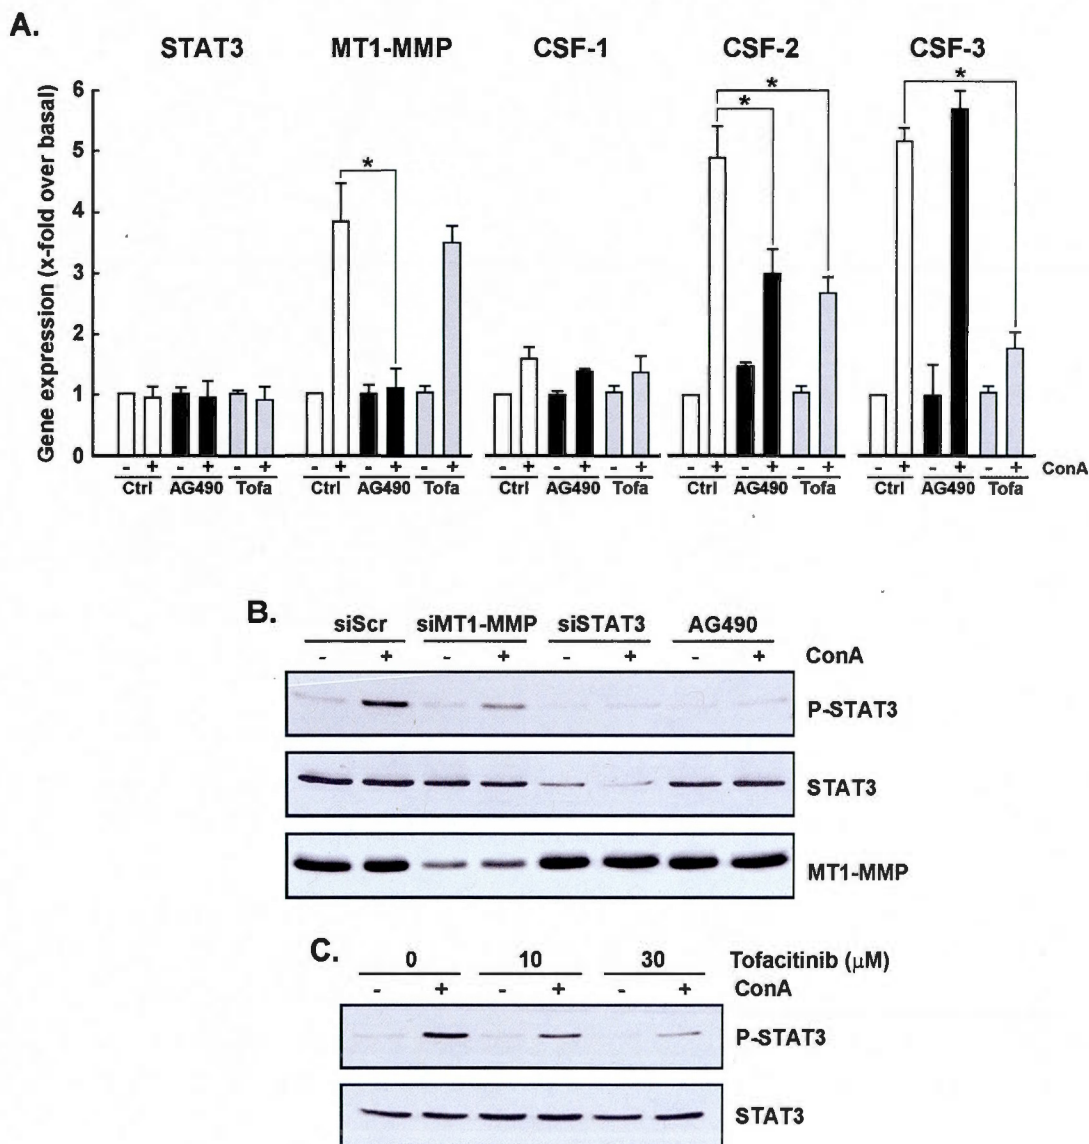 A.
STAT3 MT1-MMP CSF-1 CSF-2 CSF-3
Gene expression (x-fold over basal)
6
5
4
3
2
1
0
* * * *
- + - + - + - + - + - + - + - + - + - + - + - + - + - + - + ConA
Ctrl AG490 Tofa Ctrl AG490 Tofa Ctrl AG490 Tofa Ctrl AG490 Tofa Ctrl AG490 Tofa
B.
siScr siMT1-MMP siSTAT3 AG490
- + - + - + - + ConA
P-STAT3
STAT3
MT1-MMP
C.
0 10 30 Tofacitinib (μM)
- + - + - + ConA
P-STAT3
STAT3